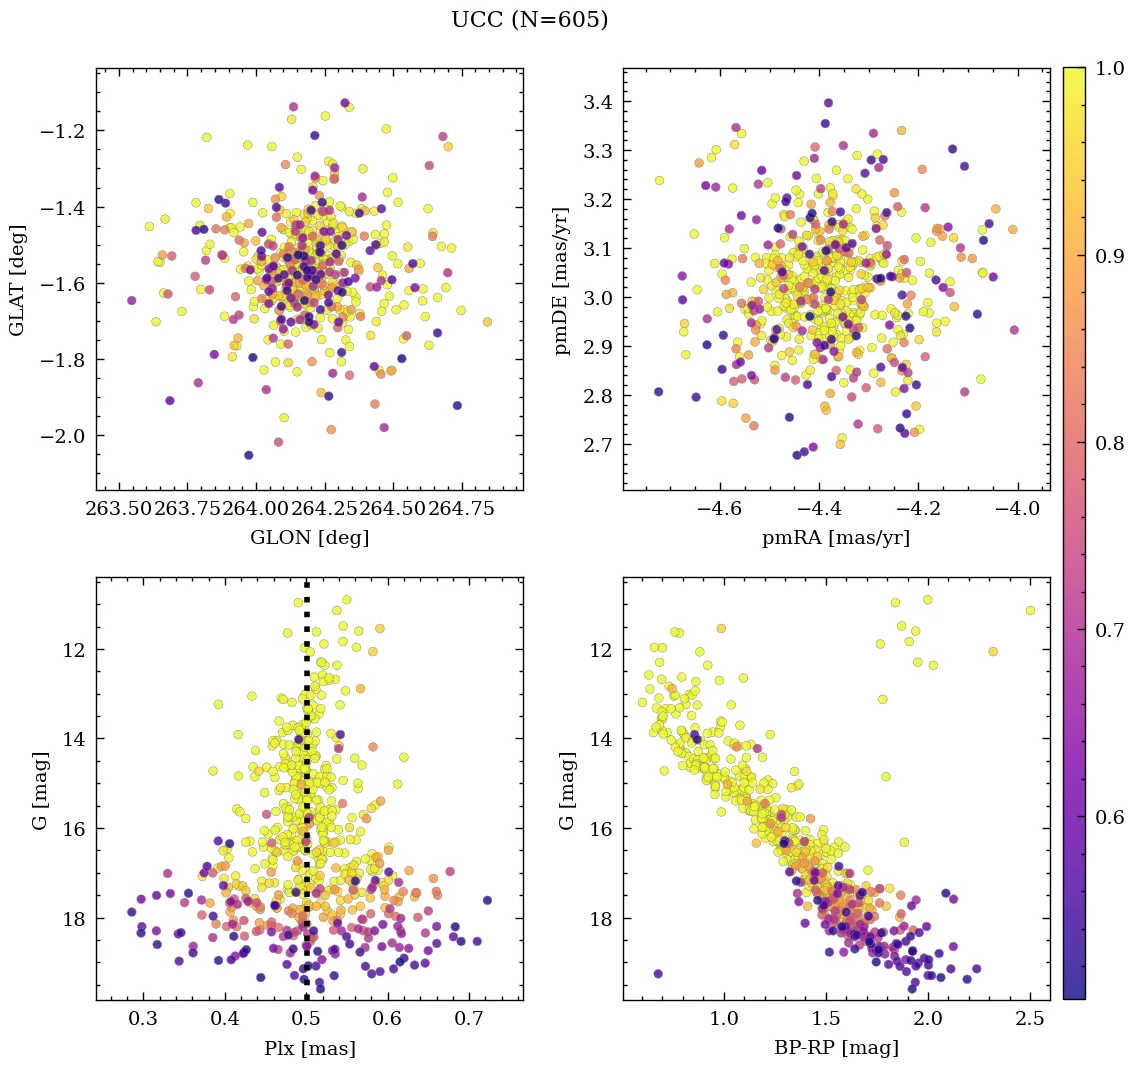 UCC (N=605)
−1.2
−1.4
−1.6
−1.8
−2.0
GLAT [deg]
263.50 263.75 264.00 264.25 264.50 264.75
GLON [deg]
3.4
3.3
3.2
3.1
3.0
2.9
2.8
2.7
pmDE [mas/yr]
−4.6 −4.4 −4.2 −4.0
pmRA [mas/yr]
1.0
0.9
0.8
0.7
0.6
12
14
16
18
G [mag]
0.3 0.4 0.5 0.6 0.7
Plx [mas]
12
14
16
18
G [mag]
1.0 1.5 2.0 2.5
BP-RP [mag]